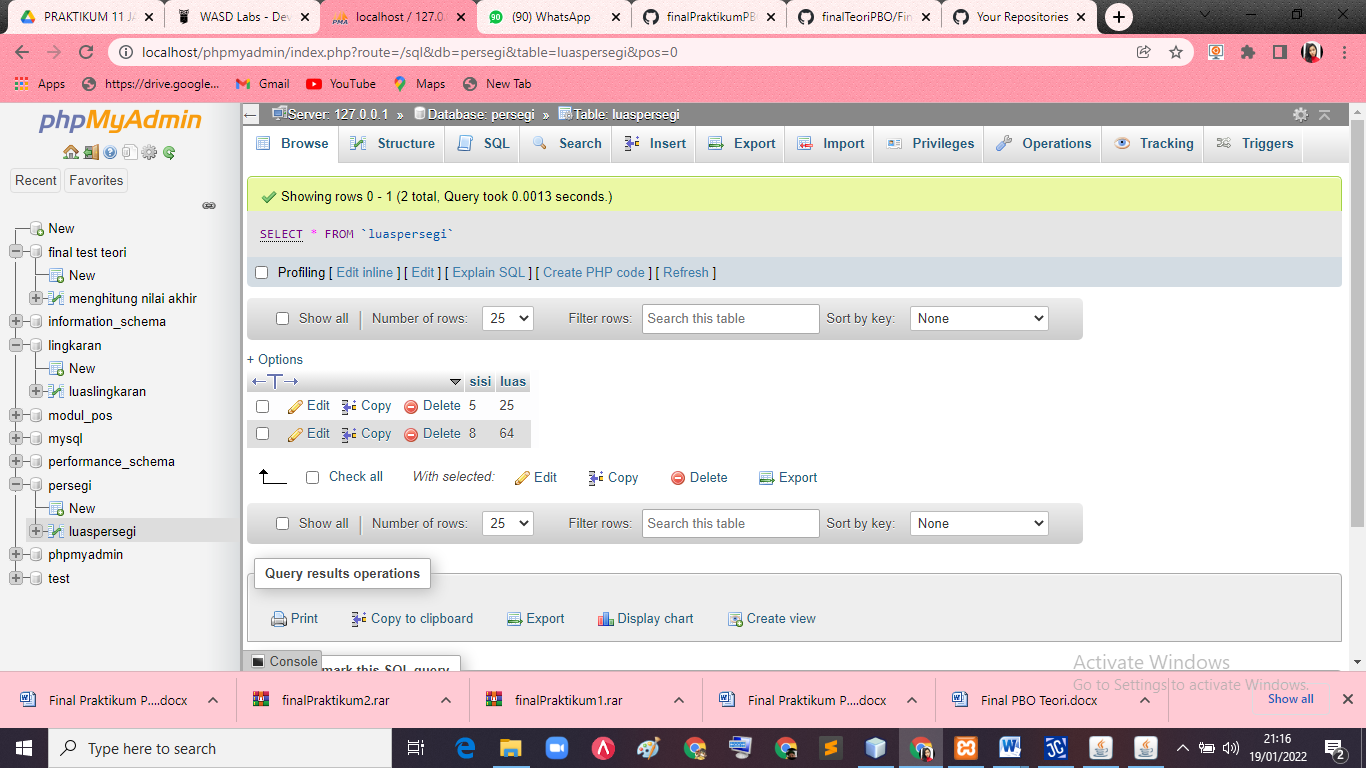 PRAKTIKUM 11 JA
WASD Labs - Dev
localhost / 127.0.
(90) WhatsApp
finalPraktikumPB
finalTeoriPBO/Fin
Your Repositories
localhost/phpmyadmin/index.php?route=/sql&db=persegi&table=luaspersegi&pos=0
Apps
https://drive.google...
Gmail
YouTube
Maps
New Tab
phpMyAdmin
Recent
Favorites
New
final test teori
New
menghitung nilai akhir
information_schema
lingkaran
New
luaslingkaran
modul_pos
mysql
performance_schema
persegi
New
luaspersegi
phpmyadmin
test
Server: 127.0.0.1 » Database: persegi » Table: luaspersegi
Browse
Structure
SQL
Search
Insert
Export
Import
Privileges
Operations
Tracking
Triggers
Showing rows 0 - 1 (2 total, Query took 0.0013 seconds.)
SELECT * FROM `luaspersegi`
Profiling [ Edit inline ] [ Edit ] [ Explain SQL ] [ Create PHP code ] [ Refresh ]
Show all | Number of rows: 25 Filter rows: Search this table Sort by key: None
+ Options
sisi luas
Edit Copy Delete 5 25
Edit Copy Delete 8 64
Check all With selected: Edit Copy Delete Export
Show all | Number of rows: 25 Filter rows: Search this table Sort by key: None
Query results operations
Print Copy to clipboard Export Display chart Create view
Console
mark this SQL query
Activate Windows
Go to Settings to activate Windows.
Final Praktikum P....docx
finalPraktikum2.rar
finalPraktikum1.rar
Final Praktikum P....docx
Final PBO Teori.docx
Show all
Type here to search
21:16
19/01/2022
2